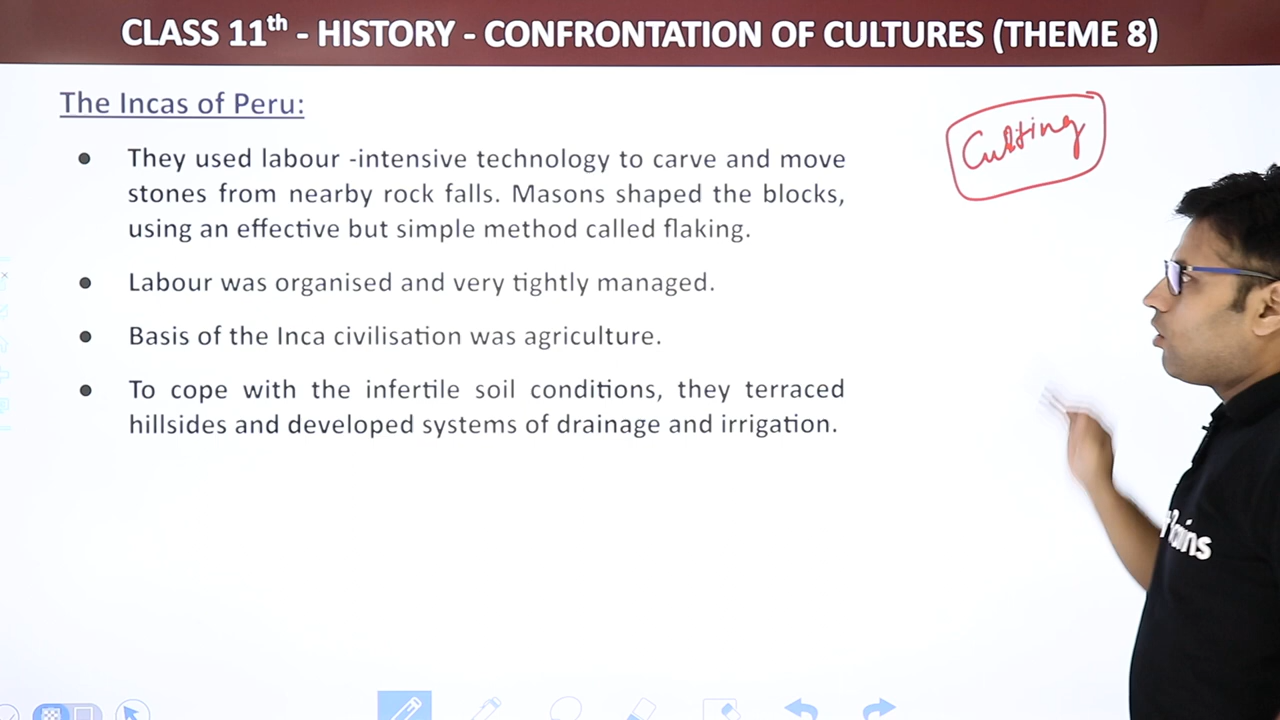 CLASS 11th - HISTORY - CONFRONTATION OF CULTURES (THEME 8)
The Incas of Peru:
Cutting
● They used labour -intensive technology to carve and move
stones from nearby rock falls. Masons shaped the blocks,
using an effective but simple method called flaking.
● Labour was organised and very tightly managed.
● Basis of the Inca civilisation was agriculture.
● To cope with the infertile soil conditions, they terraced
hillsides and developed systems of drainage and irrigation.